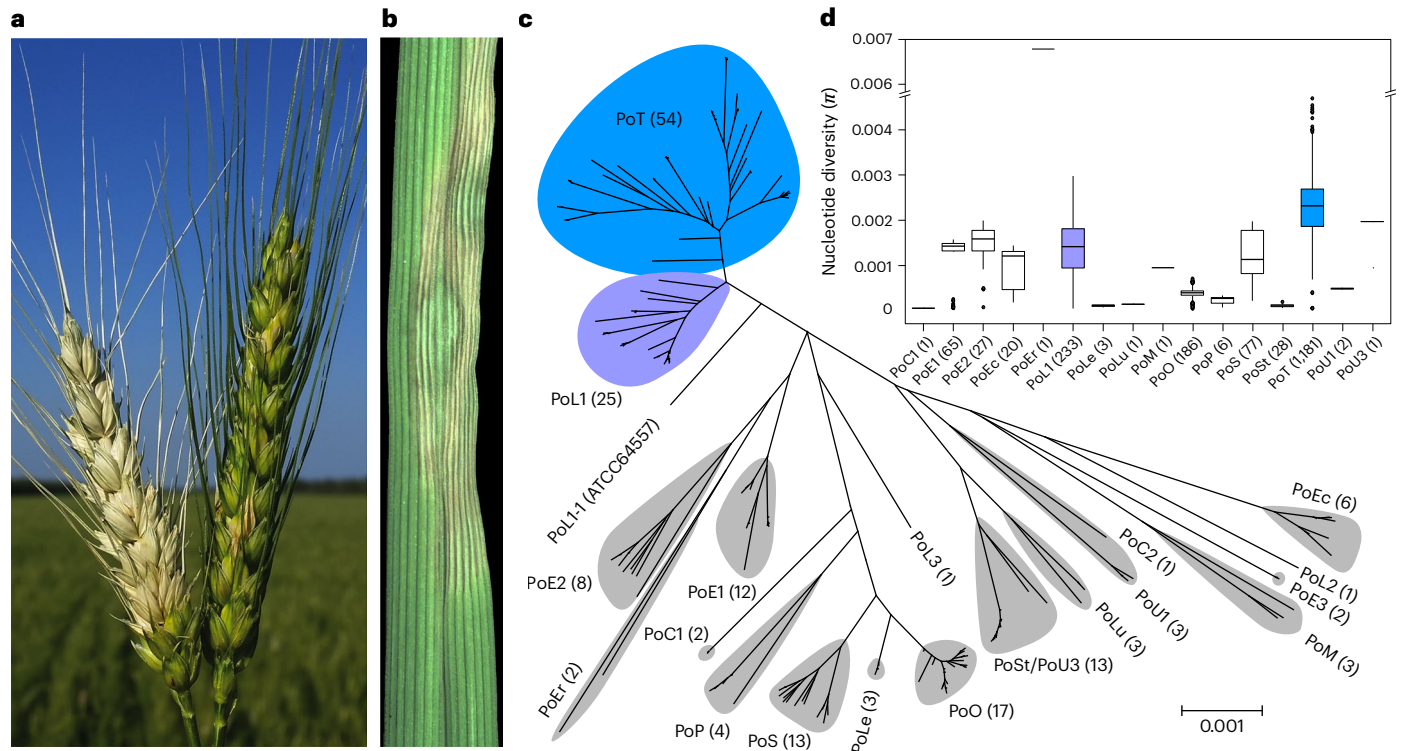 a
b
c
d
PoT (54)
PoL1 (25)
PoL1-1 (ATCC64557)
PoE2 (8)
PoE1 (12)
PoEr (2)
PoC1 (2)
PoP (4)
PoS (13)
PoLe (3)
PoO (17)
PoL3 (1)
PoSt/PoU3 (13)
PoLu (3)
PoU1 (3)
PoC2 (1)
PoM (3)
PoE3 (2)
PoL2 (1)
PoEc (6)
0.001
Nucleotide diversity (π)
0.007
0.006
0.004
0.003
0.002
0.001
0
PoC1 (1)
PoE1 (65)
PoE2 (27)
PoEc (20)
PoEr (1)
PoL1 (233)
PoLe (3)
PoLu (1)
PoM (1)
PoO (186)
PoP (6)
PoS (77)
PoSt (28)
PoT (1,181)
PoU1 (2)
PoU3 (1)